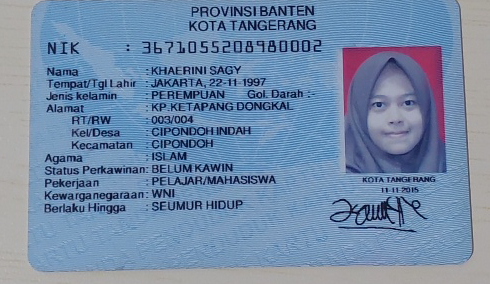 PROVINSI BANTEN
KOTA TANGERANG
NIK : 3671055208980002
Nama : KHAERINI SAGY
Tempat/Tgl Lahir : JAKARTA, 22-11-1997
Jenis kelamin : PEREMPUAN Gol. Darah :-
Alamat : KP.KETAPANG DONGKAL
RT/RW : 003/004
Kel/Desa : CIPONDOH INDAH
Kecamatan : CIPONDOH
Agama : ISLAM
Status Perkawinan: BELUM KAWIN
Pekerjaan : PELAJAR/MAHASISWA
Kewarganegaraan: WNI
Berlaku Hingga : SEUMUR HIDUP
KOTA TANGERANG
11-11-2015